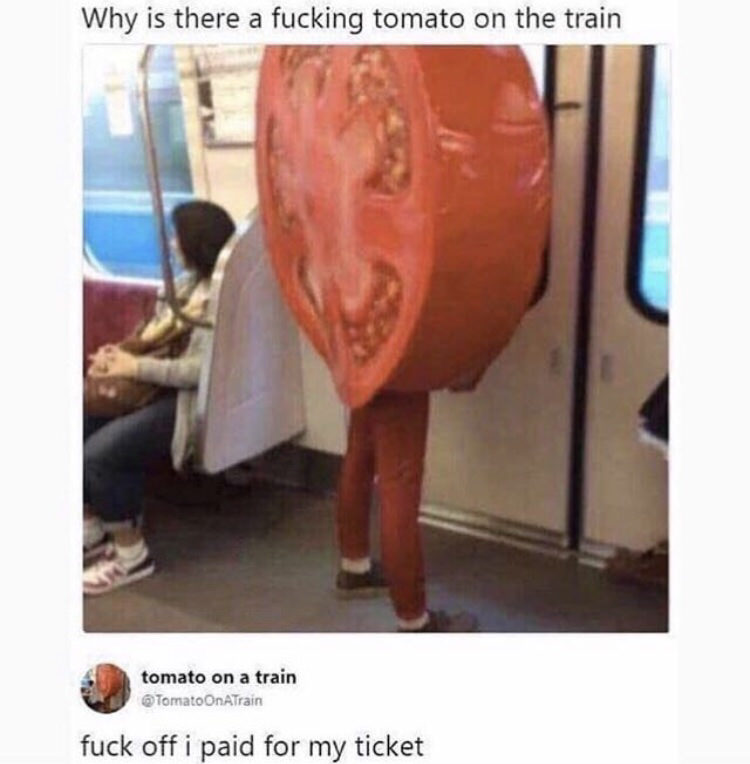 Why is there a fucking tomato on the train
tomato on a train
@TomatoOnATrain
fuck off i paid for my ticket